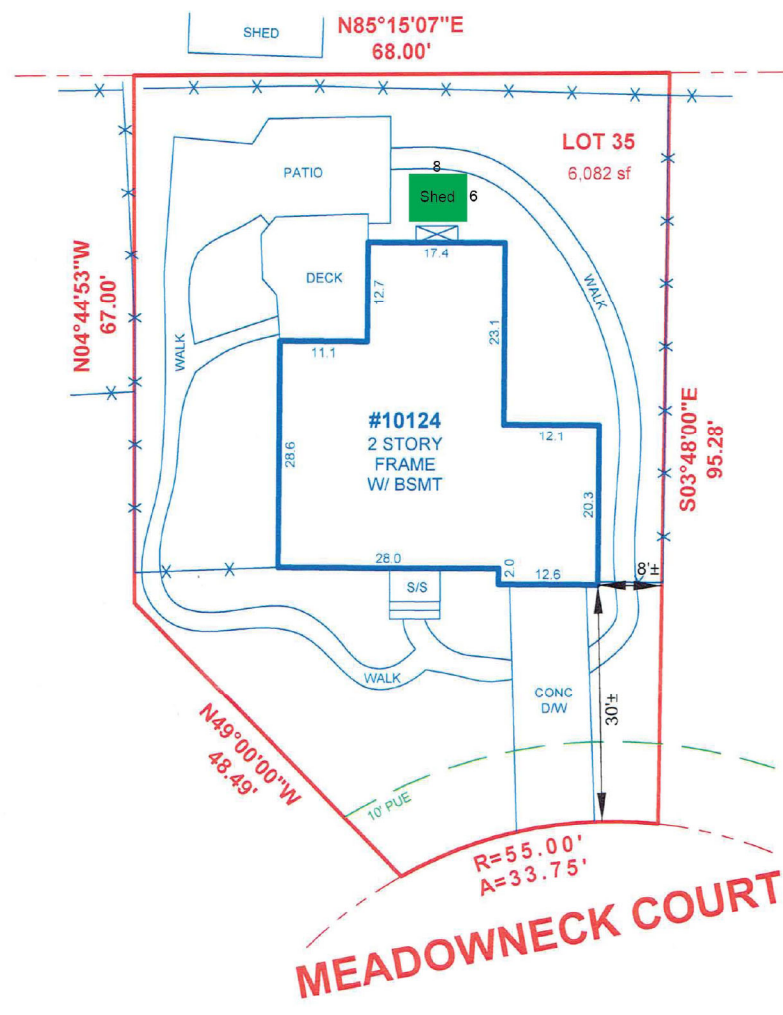 SHED
N85°15'07"E
68.00'
LOT 35
6,082 sf
PATIO
8
Shed
6
17.4
DECK
12.7
WALK
N04°44'53"W
67.00'
23.1
WALK
11.1
#10124
2 STORY
FRAME
W/ BSMT
12.1
S03°48'00"E
95.28'
28.6
20.3
28.0
2.0
12.6
8'±
S/S
WALK
CONC
D/W
30'±
N49°00'00"W
48.49'
10' PUE
R=55.00'
A=33.75'
MEADOWNECK COURT